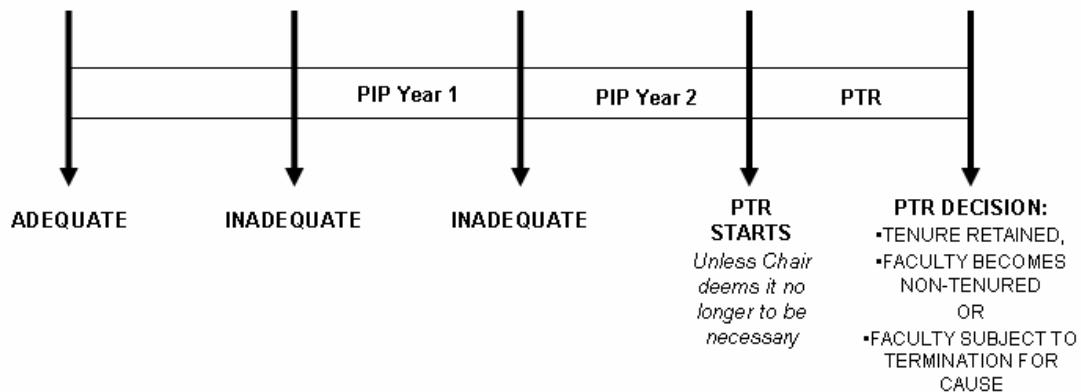 PIP Year 1
PIP Year 2
PTR
ADEQUATE
INADEQUATE
INADEQUATE
PTR
STARTS
Unless Chair
deems it no
longer to be
necessary
PTR DECISION:
▪TENURE RETAINED,
▪FACULTY BECOMES
NON-TENURED
OR
▪FACULTY SUBJECT TO
TERMINATION FOR
CAUSE